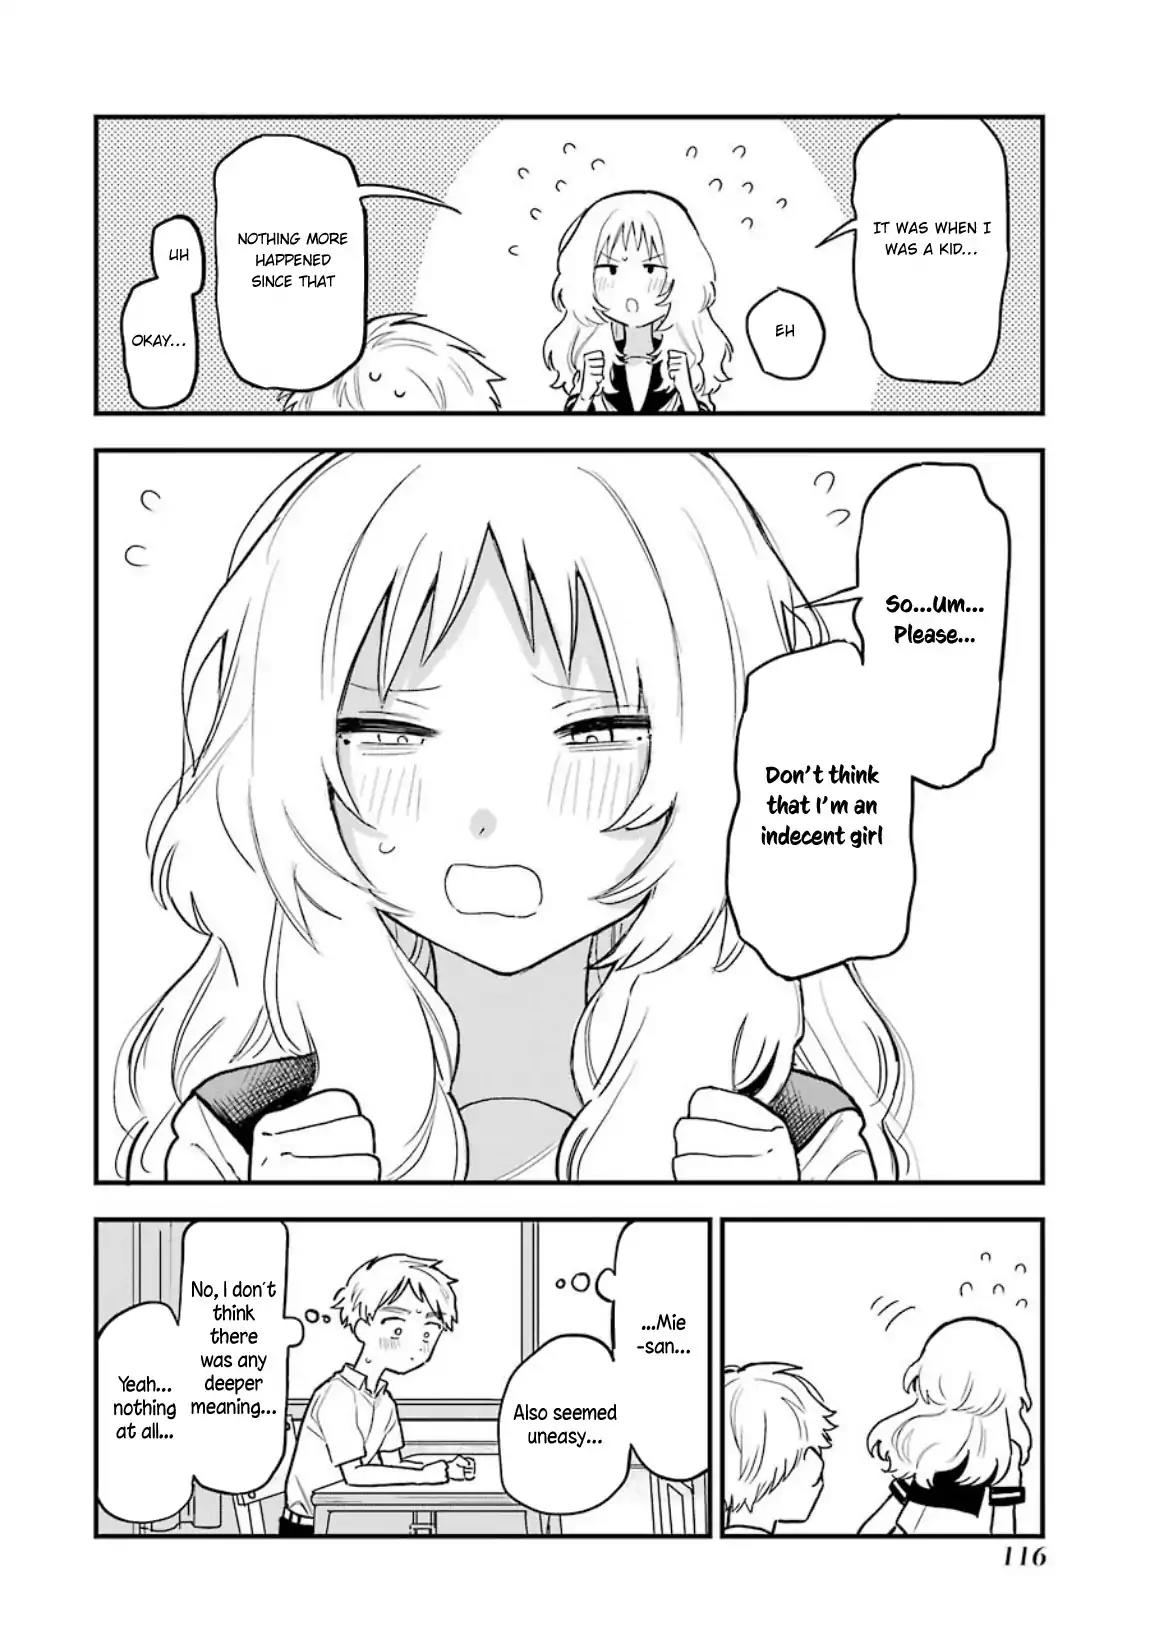 IT WAS WHEN I
WAS A KID...
EH
NOTHING MORE
HAPPENED
SINCE THAT
UH
OKAY...
So...Um...
Please...
Don't think
that I'm an
indecent girl
...Mie
-san...
Also seemed
uneasy...
No, I don't
think
there
was any
deeper
meaning...
Yeah...
nothing
at all...
116